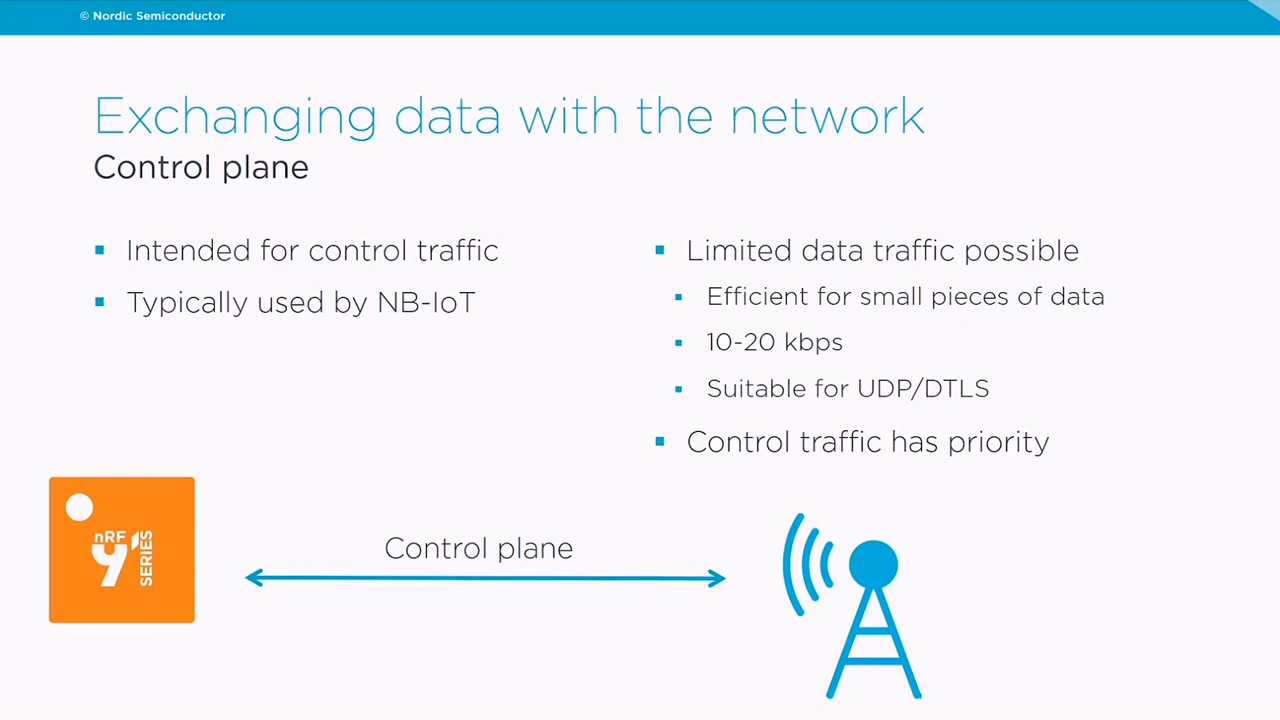 © Nordic Semiconductor
Exchanging data with the network
Control plane
Intended for control traffic
Typically used by NB-IoT
Limited data traffic possible
Efficient for small pieces of data
10-20 kbps
Suitable for UDP/DTLS
Control traffic has priority
nRF
91
SERIES
Control plane